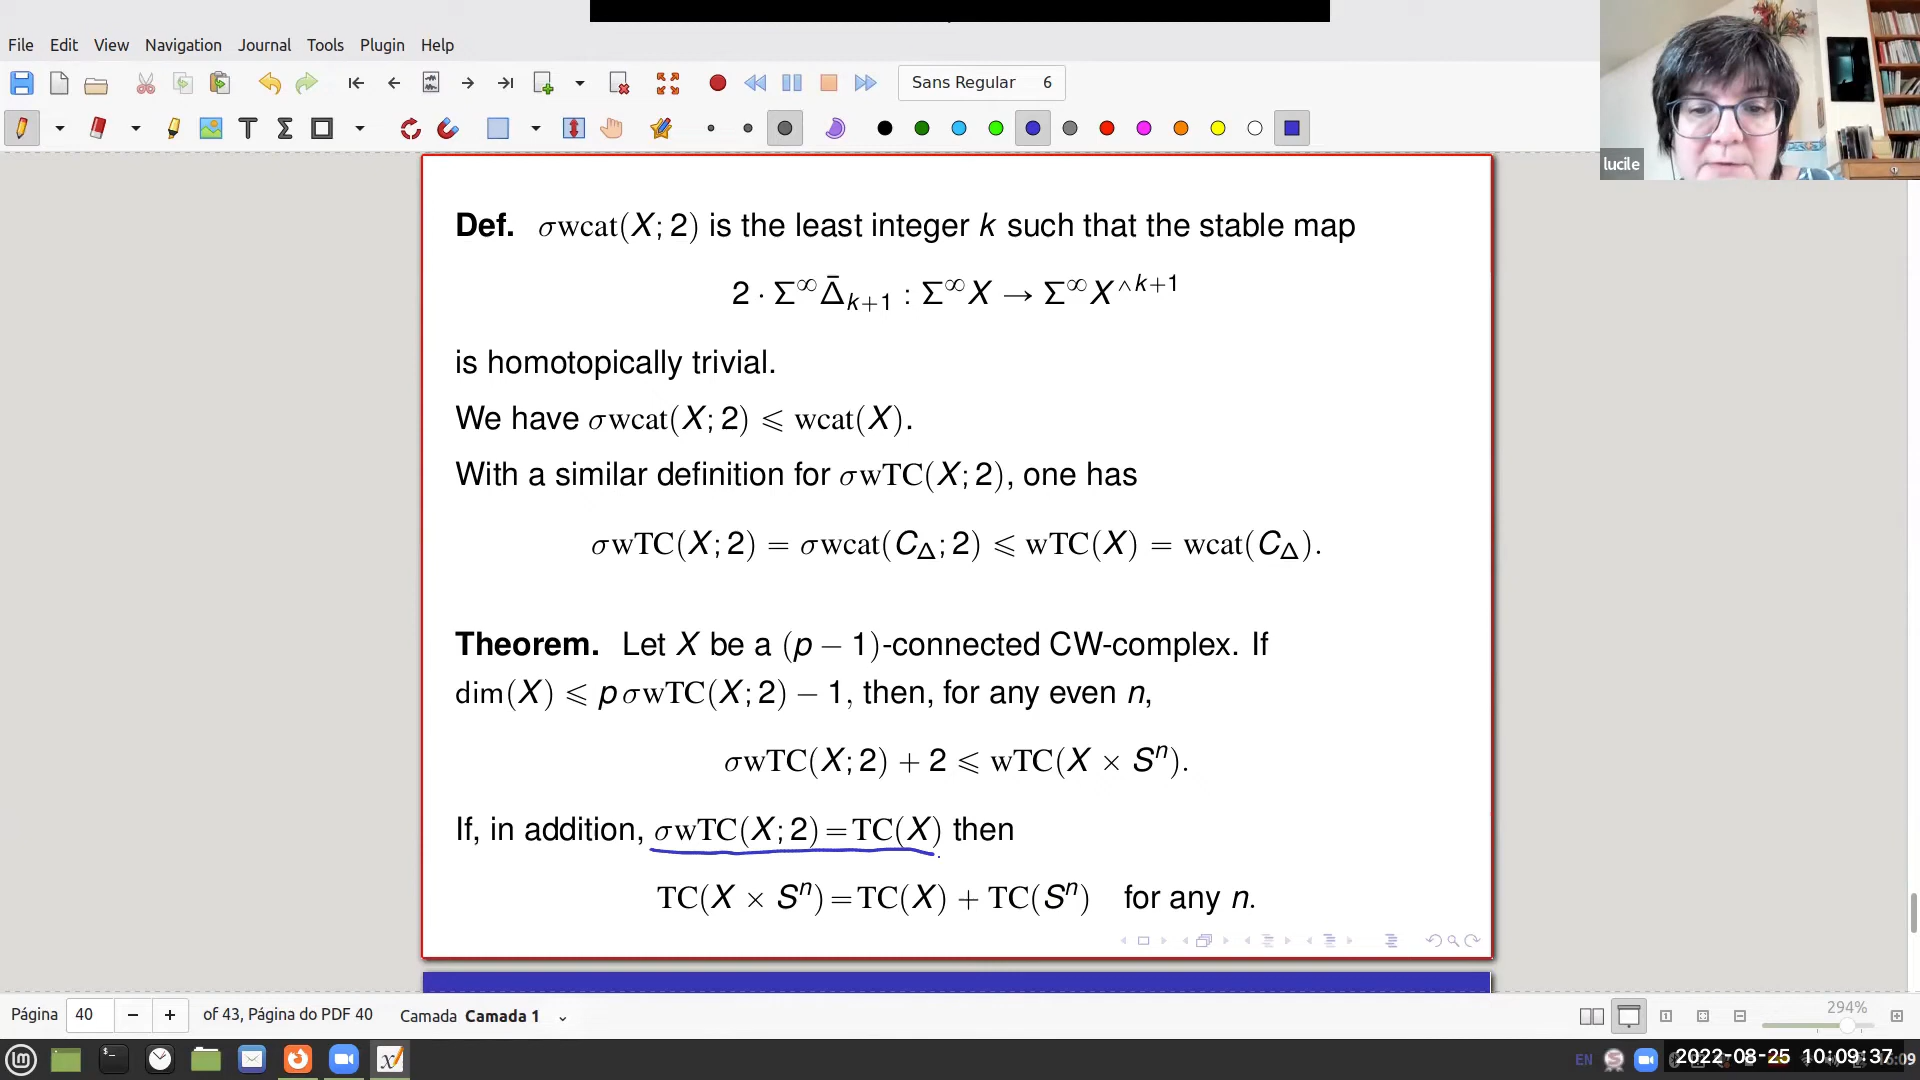 File Edit View Navigation Journal Tools Plugin Help
Sans Regular 6
lucile
Def. σwcat(X; 2) is the least integer k such that the stable map
2 · Σ^∞ Δ̄_{k+1} : Σ^∞ X → Σ^∞ X^{∧k+1}
is homotopically trivial.
We have σwcat(X; 2) ⩽ wcat(X).
With a similar definition for σwTC(X; 2), one has
σwTC(X; 2) = σwcat(C_Δ; 2) ⩽ wTC(X) = wcat(C_Δ).
Theorem. Let X be a (p − 1)-connected CW-complex. If
dim(X) ⩽ p σwTC(X; 2) − 1, then, for any even n,
σwTC(X; 2) + 2 ⩽ wTC(X × S^n).
If, in addition, σwTC(X; 2) = TC(X) then
TC(X × S^n) = TC(X) + TC(S^n) for any n.
Página 40 of 43, Página do PDF 40 Camada Camada 1
294%
EN 2022-08-25 10:09:37